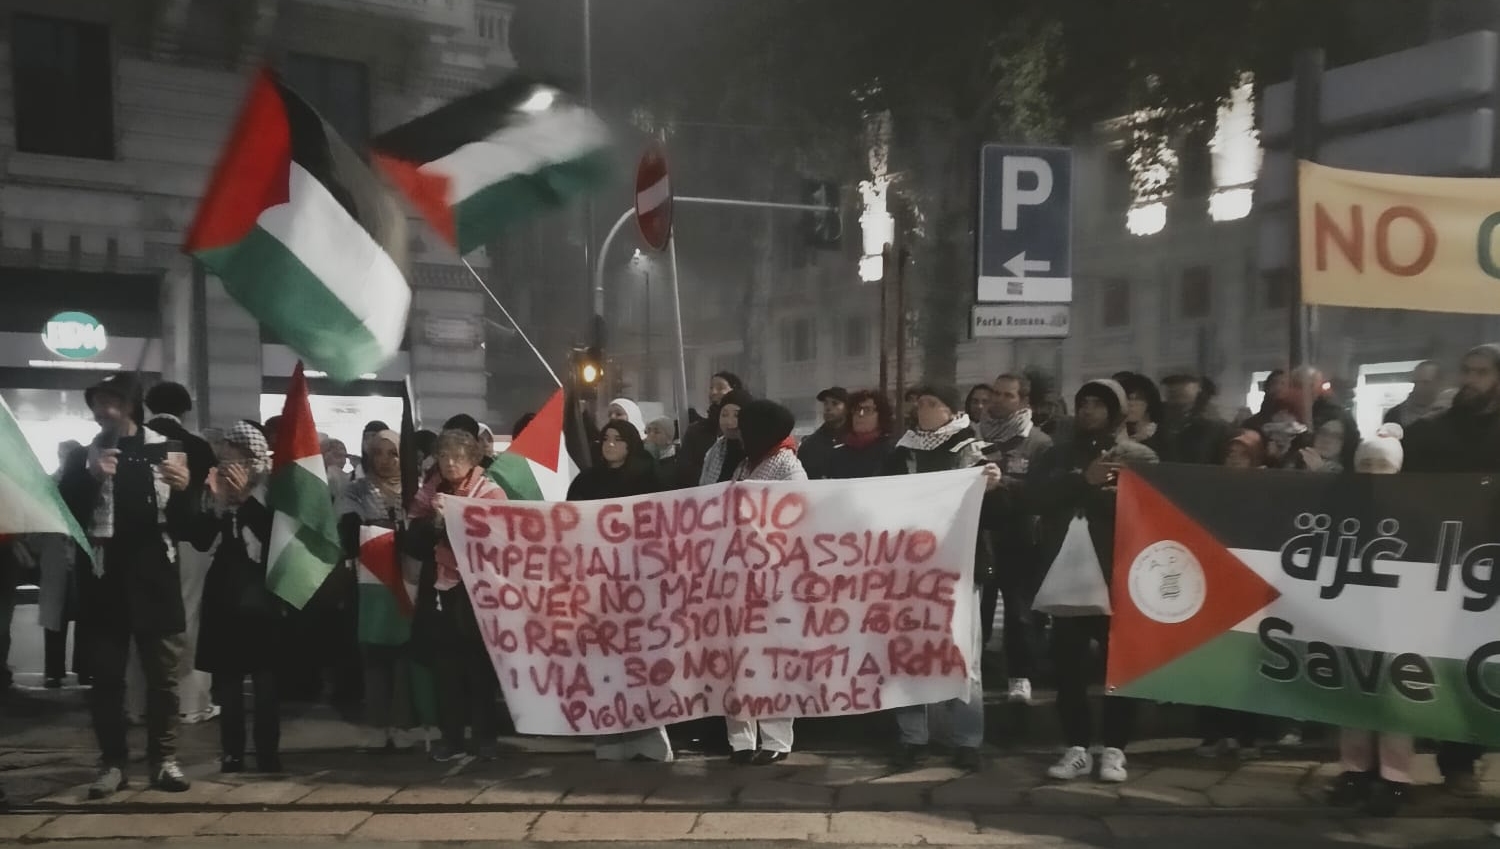 P
Porta Romana
NO
STOP GENOCIDIO
IMPERIALISMO ASSASSINO
GOVERNO MELONI COMPLICE
NO REPRESSIONE - NO FOGLI
VIA. 30 NOV. TUTTI A ROMA
Proletari Comunisti
غزة
Save